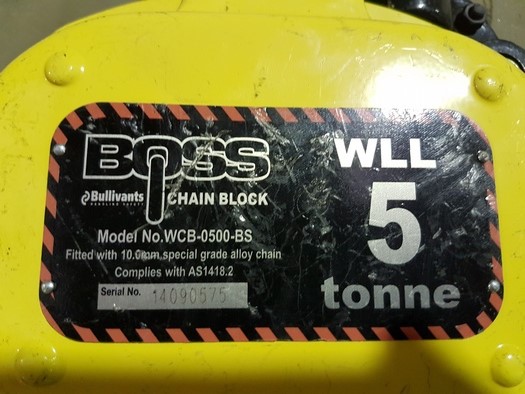 BOSS
Bullivants
CHAIN BLOCK
Model No.WCB-0500-BS
Fitted with 10.0mm special grade alloy chain
Complies with AS1418.2
Serial No. 14090575
WLL
5
tonne